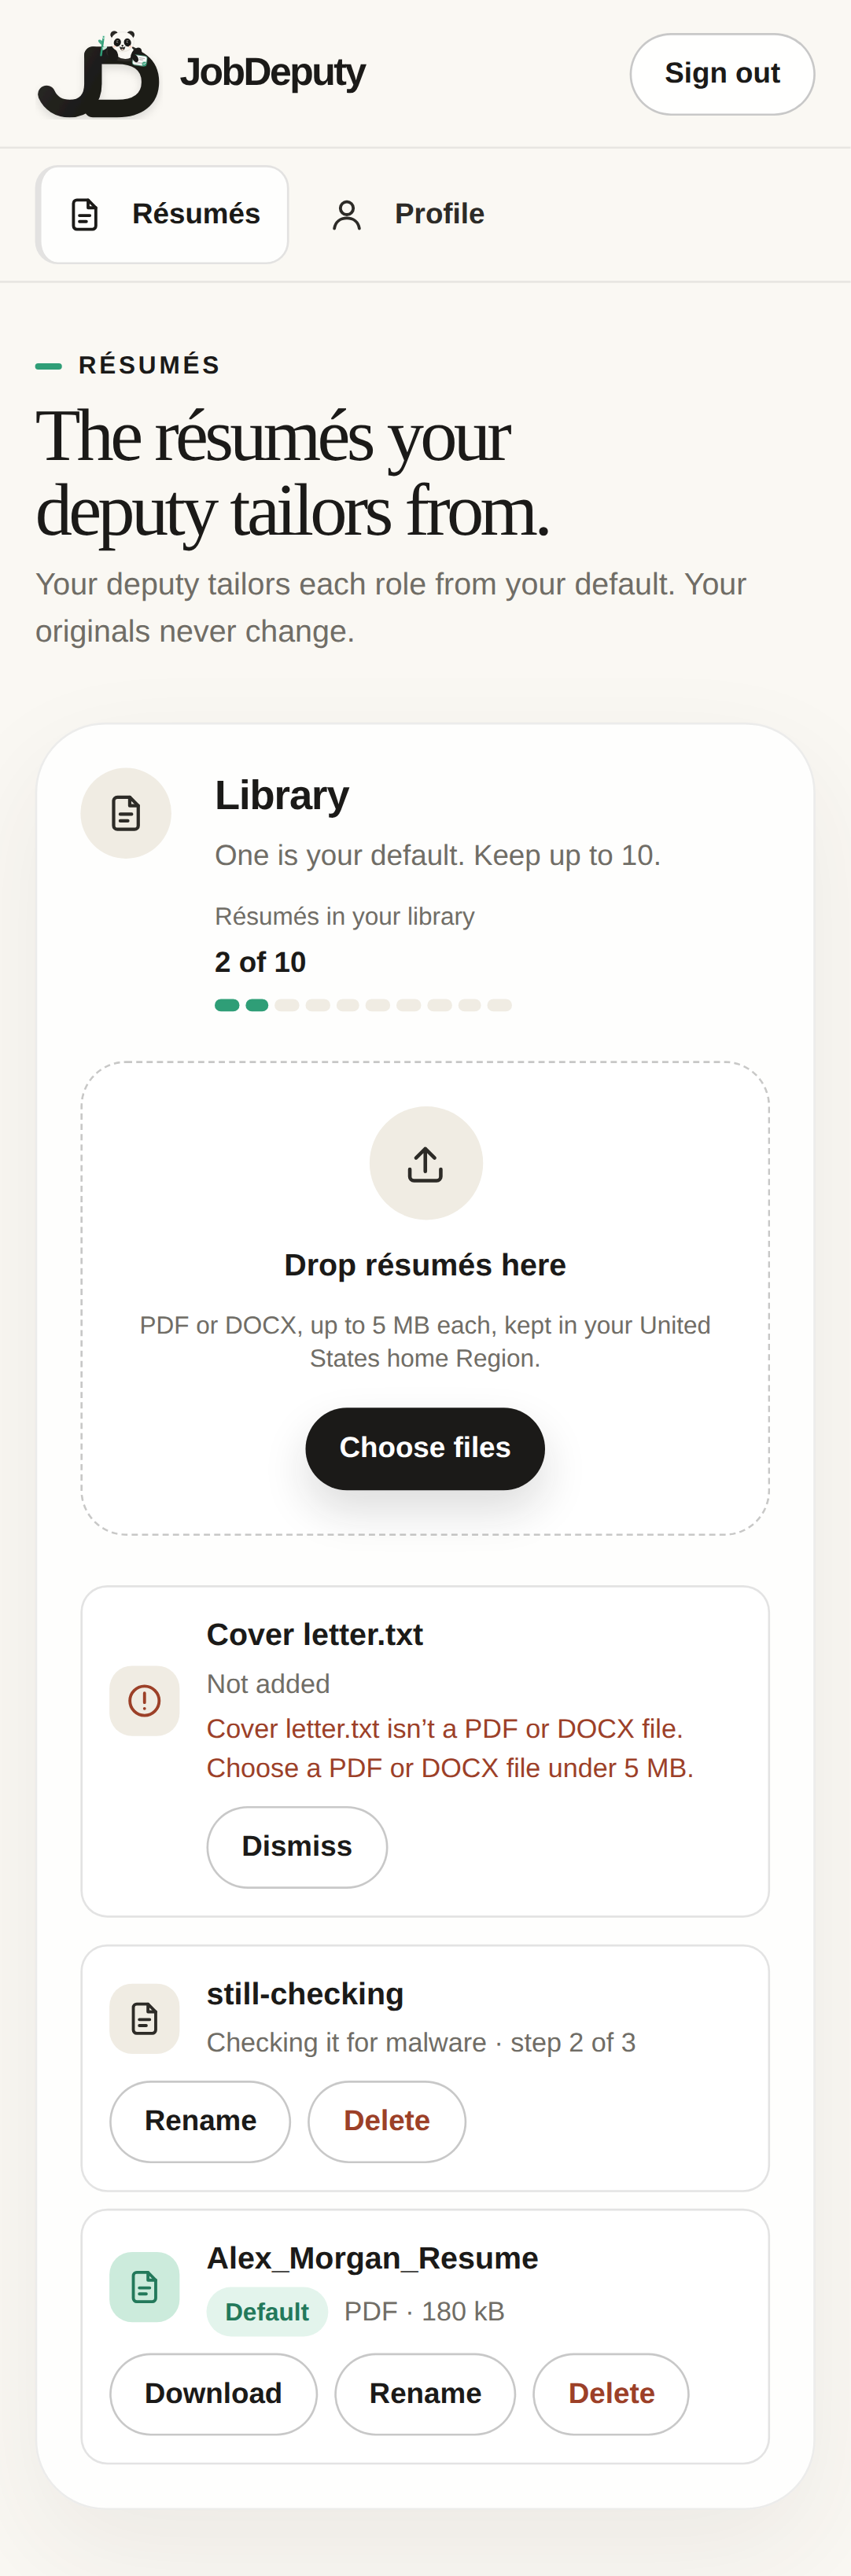 JobDeputy
Sign out
Résumés
Profile
RÉSUMÉS
The résumés your
deputy tailors from.
Your deputy tailors each role from your default. Your
originals never change.
Library
One is your default. Keep up to 10.
Résumés in your library
2 of 10
Drop résumés here
PDF or DOCX, up to 5 MB each, kept in your United
States home Region.
Choose files
Cover letter.txt
Not added
Cover letter.txt isn’t a PDF or DOCX file.
Choose a PDF or DOCX file under 5 MB.
Dismiss
still-checking
Checking it for malware · step 2 of 3
Rename
Delete
Alex_Morgan_Resume
Default
PDF · 180 kB
Download
Rename
Delete